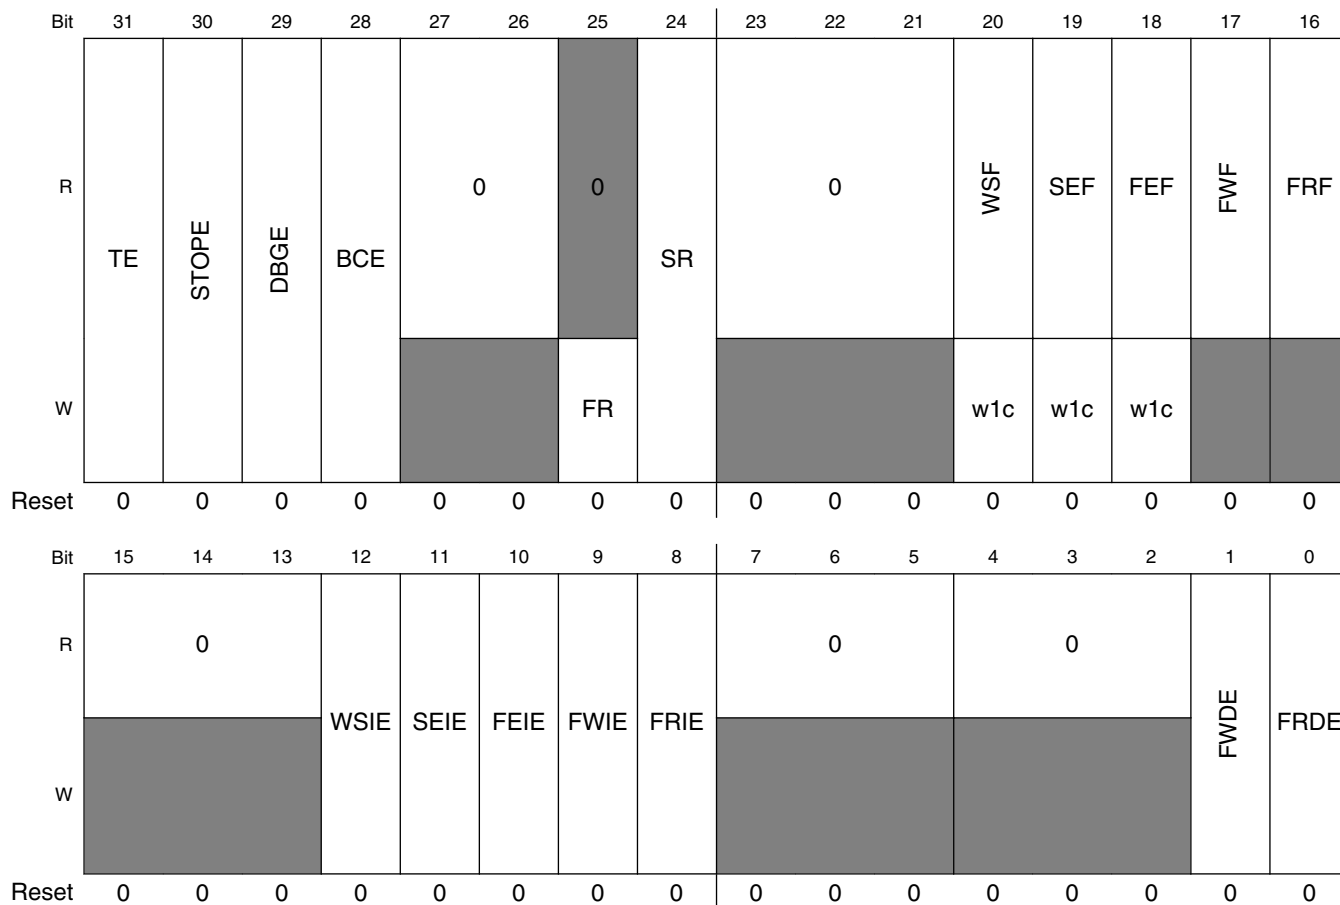 Bit 31 30 29 28 27 26 25 24 23 22 21 20 19 18 17 16
R 0 0 0 WSF SEF FEF FWF FRF
TE STOPE DBGE BCE SR
W FR w1c w1c w1c
Reset 0 0 0 0 0 0 0 0 0 0 0 0 0 0 0 0
Bit 15 14 13 12 11 10 9 8 7 6 5 4 3 2 1 0
R 0 0 0
WSIE SEIE FEIE FWIE FRIE FWDE FRDE
W
Reset 0 0 0 0 0 0 0 0 0 0 0 0 0 0 0 0